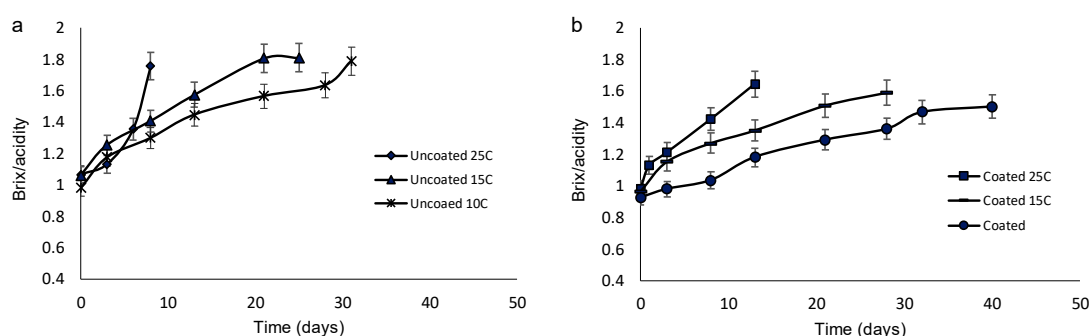 a
Brix/acidity
2
1.8
1.6
1.4
1.2
1
0.8
0.6
0.4
0 10 20 30 40 50
Time (days)
Uncoated 25C
Uncoated 15C
Uncoaed 10C
b
Brix/acidity
2
1.8
1.6
1.4
1.2
1
0.8
0.6
0.4
0 10 20 30 40 50
Time (days)
Coated 25C
Coated 15C
Coated